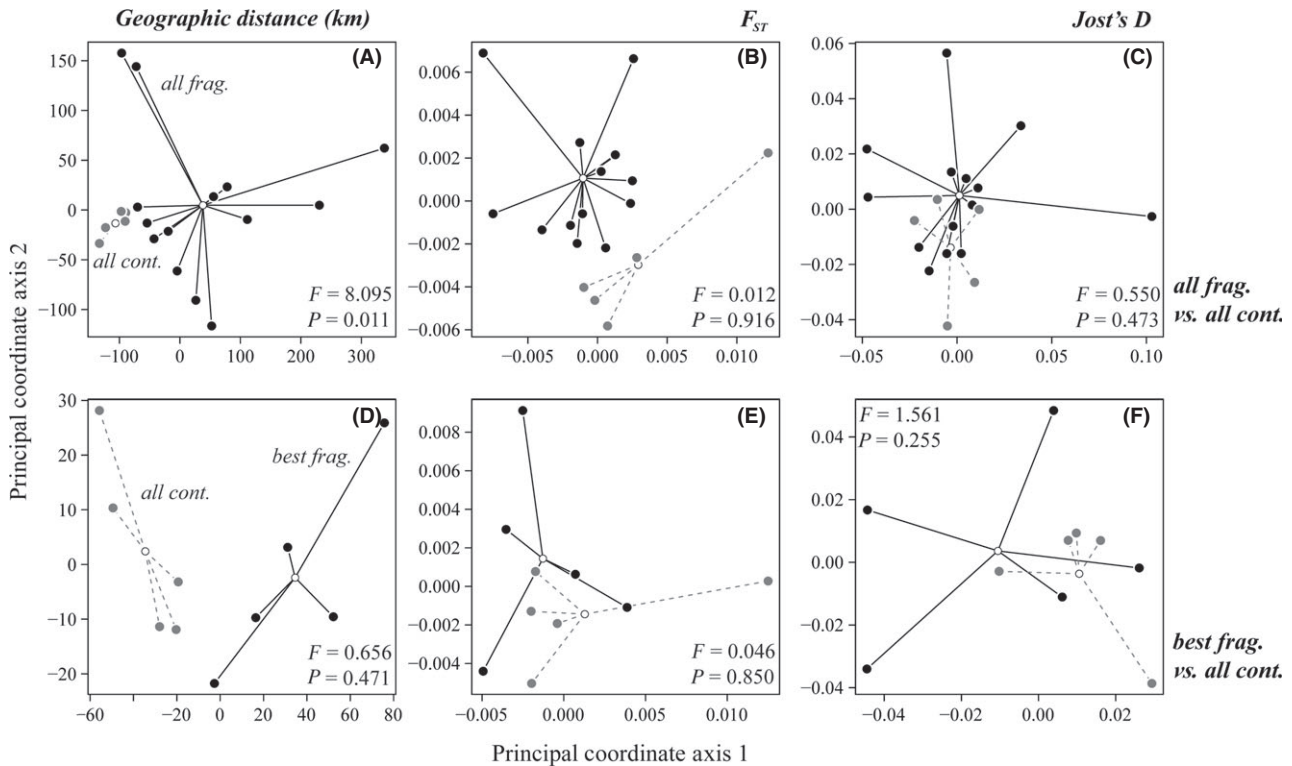 Geographic distance (km)
F_ST
Jost's D
(A)
all frag.
all cont.
F = 8.095
P = 0.011
150
100
50
0
−50
−100
−100 0 100 200 300
(B)
F = 0.012
P = 0.916
0.006
0.004
0.002
0.000
−0.002
−0.004
−0.006
−0.005 0.000 0.005 0.010
(C)
F = 0.550
P = 0.473
0.06
0.04
0.02
0.00
−0.02
−0.04
−0.05 0.00 0.05 0.10
all frag.
vs. all cont.
Principal coordinate axis 2
(D)
best frag.
all cont.
F = 0.656
P = 0.471
30
20
10
0
−10
−20
−60 −40 −20 0 20 40 60 80
(E)
F = 0.046
P = 0.850
0.008
0.006
0.004
0.002
0.000
−0.002
−0.004
−0.005 0.000 0.005 0.010
(F)
F = 1.561
P = 0.255
0.04
0.02
0.00
−0.02
−0.04
−0.04 −0.02 0.00 0.02
best frag.
vs. all cont.
Principal coordinate axis 1